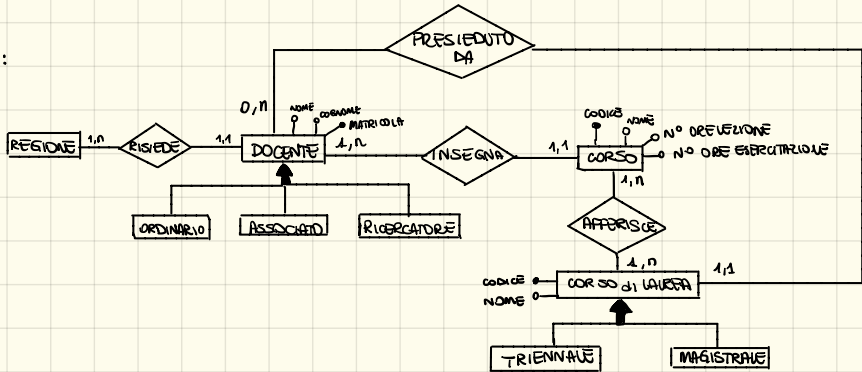 :
PRESIEDUTO
DA
0,n
NOME
COGNOME
MATRICOLA
CODICE
NOME
N° ORE LEZIONE
N° ORE ESERCITAZIONE
REGIONE
1,n
RISIEDE
1,1
DOCENTE
1,n
INSEGNA
1,1
CORSO
1,n
ORDINARIO
ASSOCIATO
RICERCATORE
AFFERISCE
1,n
1,1
CODICE
NOME
CORSO di LAUREA
TRIENNALE
MAGISTRALE